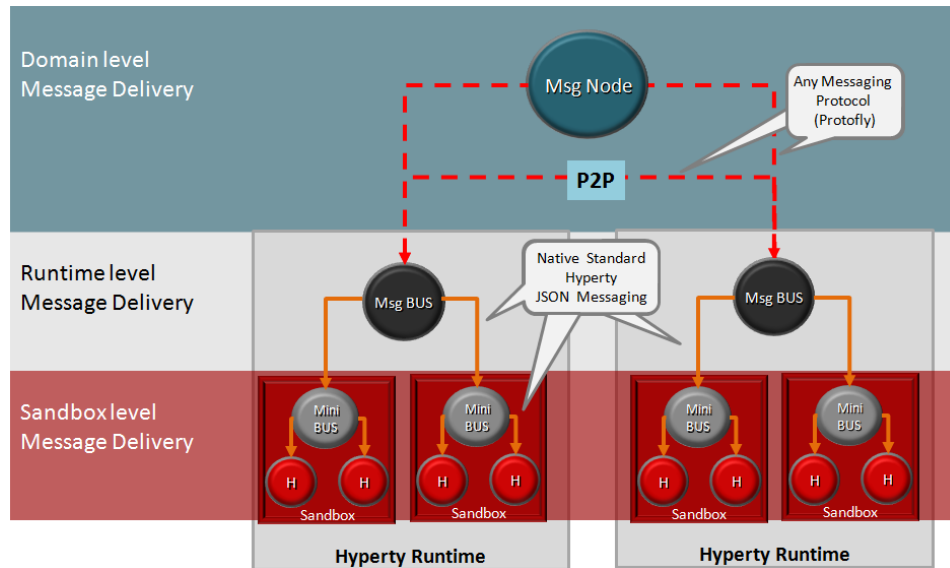 Domain level
Message Delivery
Msg Node
Any Messaging
Protocol
(Protofly)
P2P
Runtime level
Message Delivery
Msg BUS
Native Standard
Hyperty
JSON Messaging
Msg BUS
Sandbox level
Message Delivery
Mini
BUS
H
H
Sandbox
Mini
BUS
H
H
Sandbox
Mini
BUS
H
H
Sandbox
Mini
BUS
H
H
Sandbox
Hyperty Runtime
Hyperty Runtime